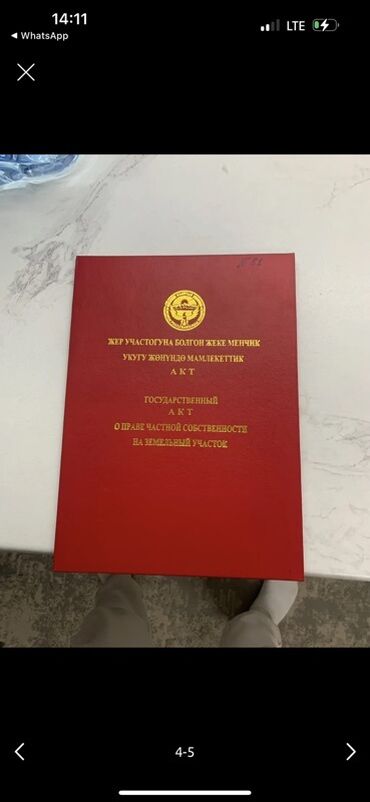 14:11
LTE
WhatsApp
ЖЕР УЧАСТОГУНА БОЛГОН ЖЕКЕ МЕНЧИК
УКУГУ ЖӨНҮНДӨ МАМЛЕКЕТТИК
АКТ
ГОСУДАРСТВЕННЫЙ
АКТ
О ПРАВЕ ЧАСТНОЙ СОБСТВЕННОСТИ
НА ЗЕМЕЛЬНЫЙ УЧАСТОК
4-5